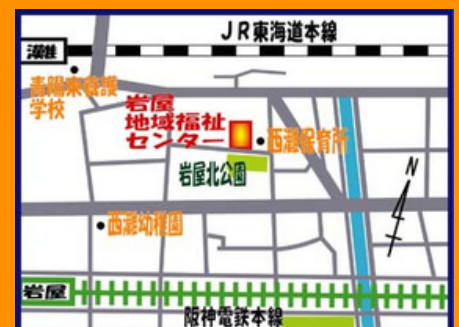 JR東海道本線
灘
青陽東養護
学校
岩屋
地域福祉
センター
西灘保育所
岩屋北公園
N
西灘幼稚園
岩屋
阪神電鉄本線